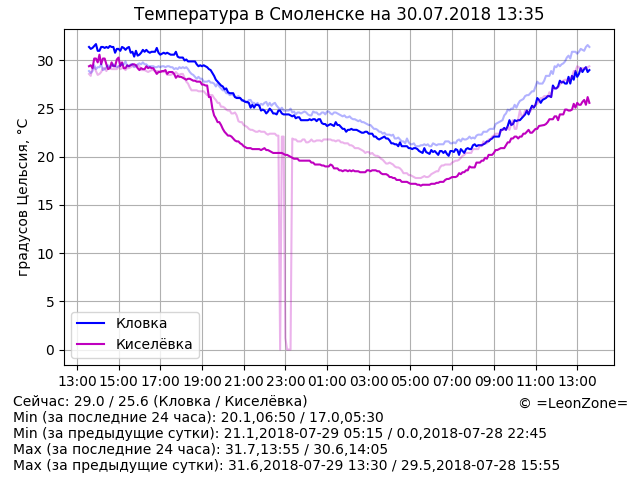 Температура в Смоленске на 30.07.2018 13:35
градусов Цельсия, °C
30
25
20
15
10
5
0
Кловка
Киселёвка
13:00 15:00 17:00 19:00 21:00 23:00 01:00 03:00 05:00 07:00 09:00 11:00 13:00
Сейчас: 29.0 / 25.6 (Кловка / Киселёвка)
© =LeonZone=
Min (за последние 24 часа): 20.1,06:50 / 17.0,05:30
Min (за предыдущие сутки): 21.1,2018-07-29 05:15 / 0.0,2018-07-28 22:45
Max (за последние 24 часа): 31.7,13:55 / 30.6,14:05
Max (за предыдущие сутки): 31.6,2018-07-29 13:30 / 29.5,2018-07-28 15:55